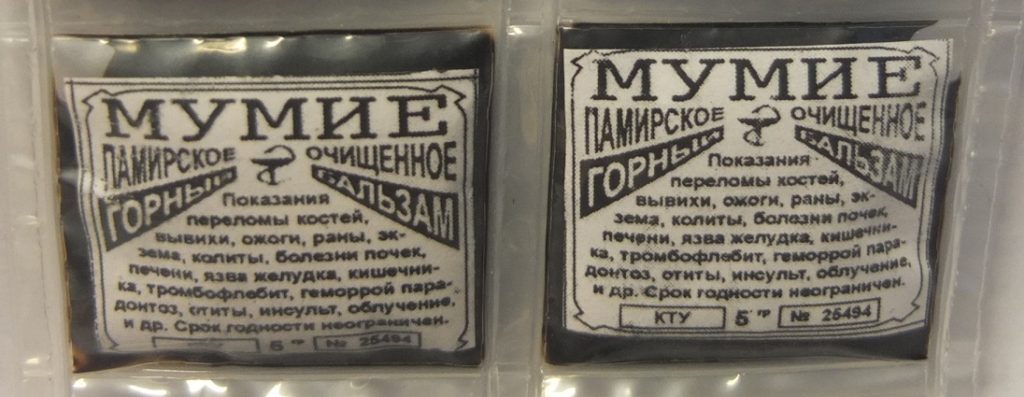 МУМИЕ
ПАМИРСКОЕ ОЧИЩЕННОЕ
ГОРНЫЙ БАЛЬЗАМ
Показания
переломы костей,
вывихи, ожоги, раны, эк-
зема, колиты, болезни почек,
печени, язва желудка, кишечни-
ка, тромбофлебит, геморрой пара-
донтоз, отиты, инсульт, облучение,
и др. Срок годности неограничен.
5 гр № 25494
МУМИЕ
ПАМИРСКОЕ ОЧИЩЕННОЕ
ГОРНЫЙ БАЛЬЗАМ
Показания
переломы костей,
вывихи, ожоги, раны, эк-
зема, колиты, болезни почек,
печени, язва желудка, кишечни-
ка, тромбофлебит, геморрой пара-
донтоз, отиты, инсульт, облучение,
и др. Срок годности неограничен.
КТУ 5 гр № 25494